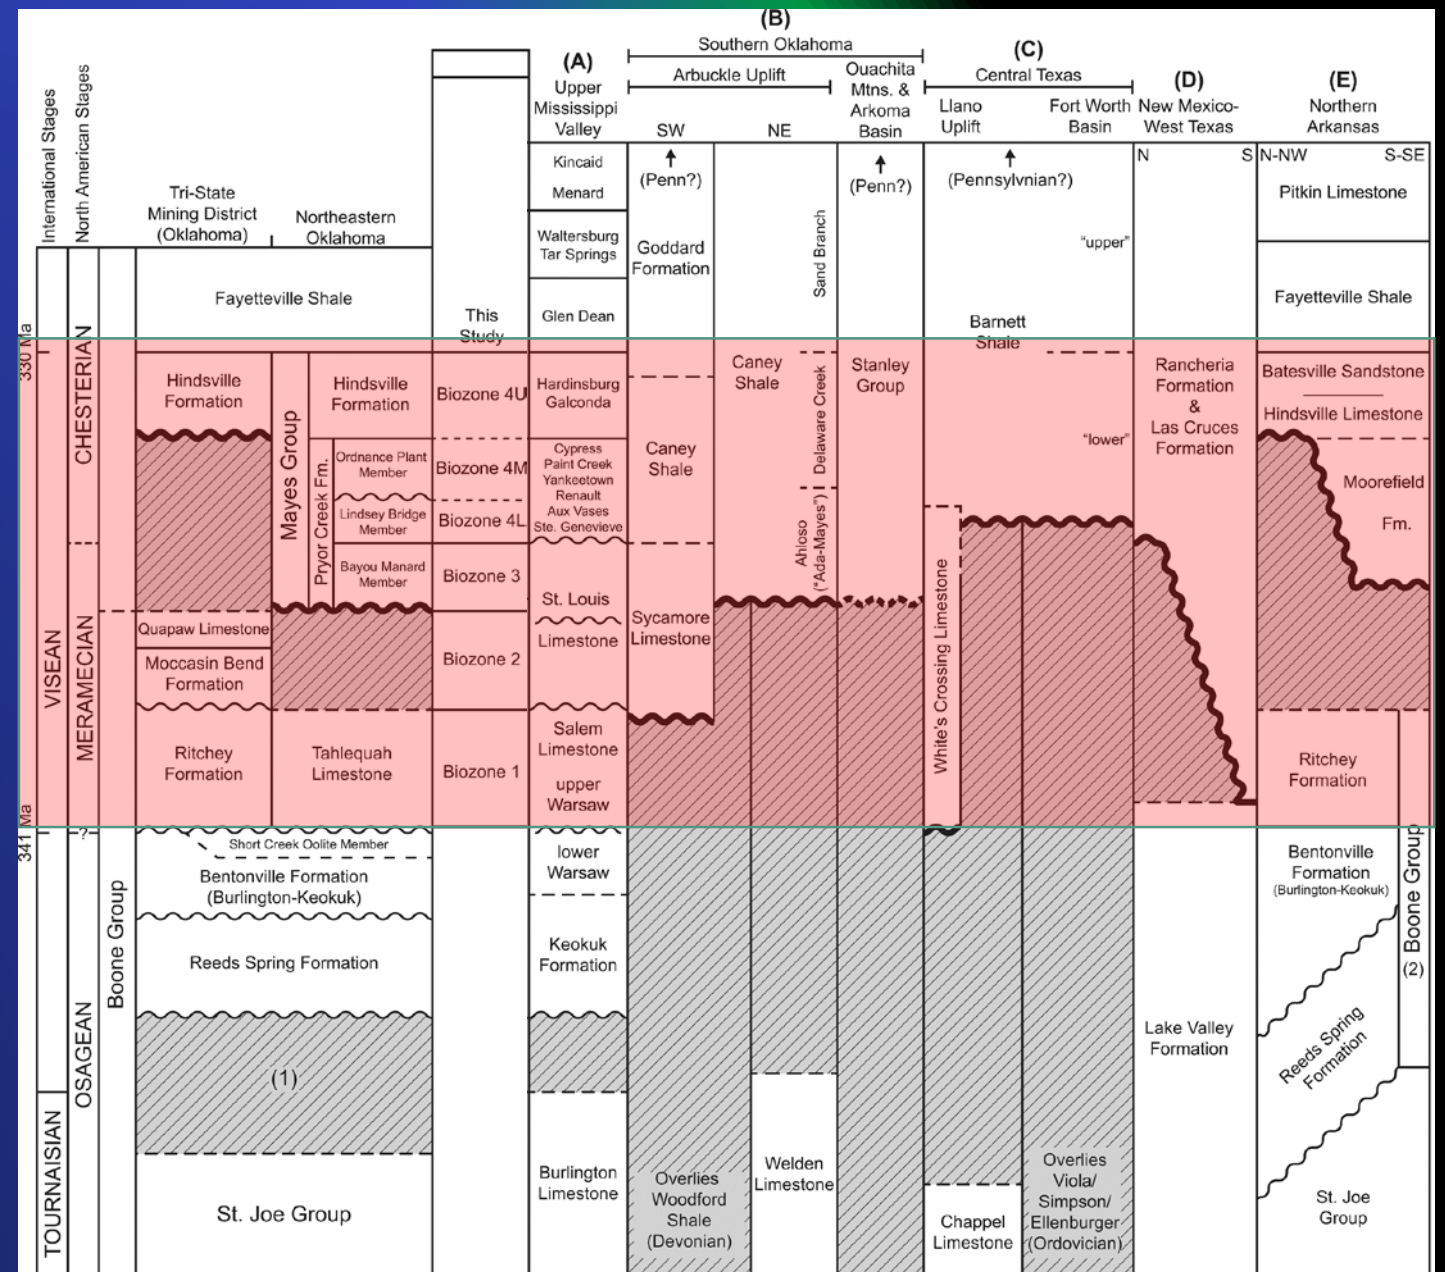 (B)
Southern Oklahoma
(A)
(C)
Arbuckle Uplift
Ouachita
Mtns. &
Arkoma
Basin
Central Texas
(D)
(E)
Upper
Mississippi
Valley
SW
NE
Llano
Uplift
Fort Worth
Basin
New Mexico-
West Texas
Northern
Arkansas
International Stages
North American Stages
Tri-State
Mining District
(Oklahoma)
Northeastern
Oklahoma
This
Study
N
S
N-NW
S-SE
330 Ma
341 Ma
VISEAN
TOURNAISIAN
CHESTERIAN
MERAMECIAN
-?-
OSAGEAN
Boone Group
Fayetteville Shale
Hindsville
Formation
Quapaw Limestone
Moccasin Bend
Formation
Ritchey
Formation
Mayes Group
Hindsville
Formation
Pryor Creek Fm.
Ordnance Plant
Member
Lindsey Bridge
Member
Bayou Manard
Member
Tahlequah
Limestone
Short Creek Oolite Member
Bentonville Formation
(Burlington-Keokuk)
Reeds Spring Formation
(1)
St. Joe Group
Biozone 4U
Biozone 4M
Biozone 4L
Biozone 3
Biozone 2
Biozone 1
Kincaid
Menard
Waltersburg
Tar Springs
Glen Dean
Hardinsburg
Galconda
Cypress
Paint Creek
Yankeetown
Renault
Aux Vases
Ste. Genevieve
St. Louis
Limestone
Salem
Limestone
upper
Warsaw
lower
Warsaw
Keokuk
Formation
Burlington
Limestone
(Penn?)
Goddard
Formation
Caney
Shale
Sycamore
Limestone
Overlies
Woodford
Shale
(Devonian)
Sand Branch
Caney
Shale
Delaware Creek
Ahloso
("Ada-Mayes")
Welden
Limestone
(Penn?)
Stanley
Group
(Pennsylvnian?)
"upper"
Barnett
Shale
"lower"
White's Crossing Limestone
Chappel
Limestone
Overlies
Viola/
Simpson/
Ellenburger
(Ordovician)
Rancheria
Formation
&
Las Cruces
Formation
Lake Valley
Formation
Pitkin Limestone
Fayetteville Shale
Batesville Sandstone
Hindsville Limestone
Moorefield
Fm.
Ritchey
Formation
Bentonville
Formation
(Burlington-Keokuk)
Boone Group
(2)
Reeds Spring
Formation
St. Joe
Group